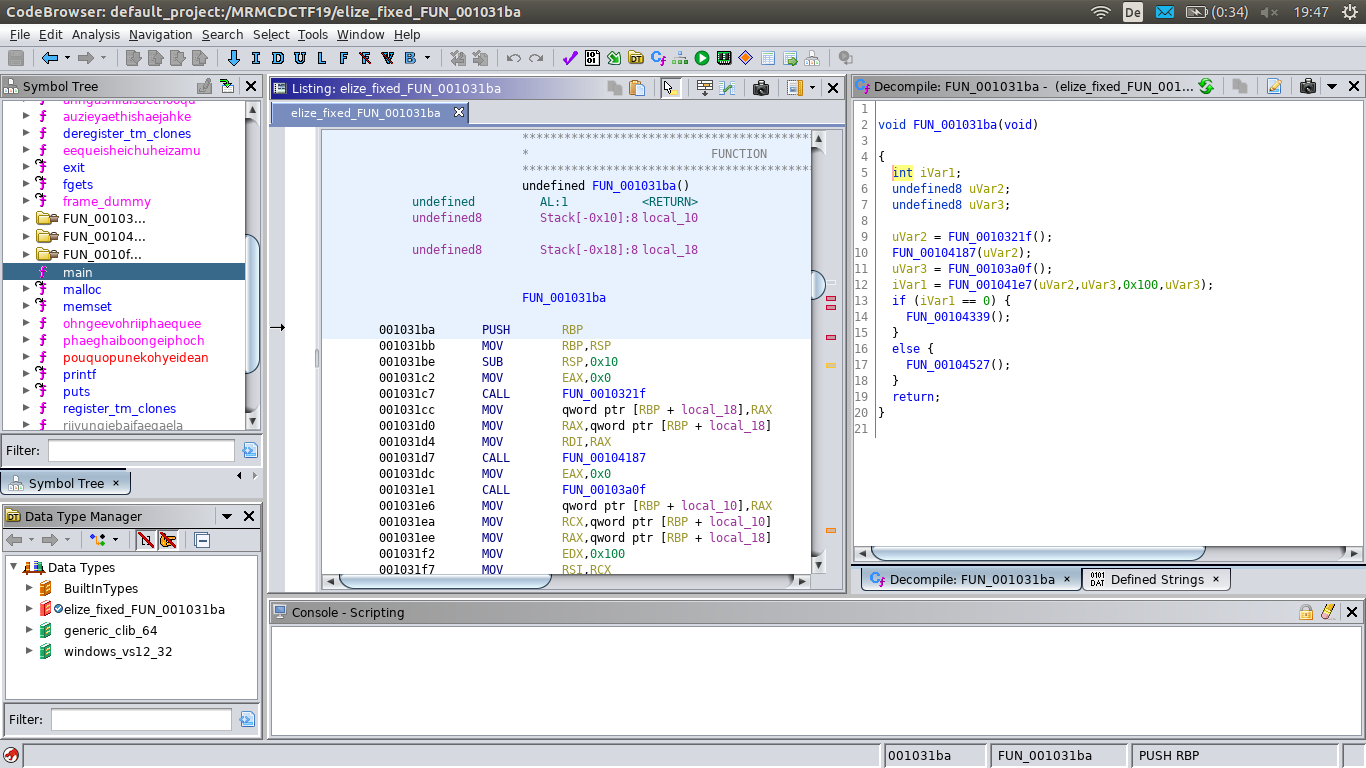 CodeBrowser: default_project:/MRMCDCTF19/elize_fixed_FUN_001031ba
De
(0:34)
19:47
File Edit Analysis Navigation Search Select Tools Window Help
I D U L F R V B
Symbol Tree
auzieyaethishaejahke
deregister_tm_clones
eequeisheichuheizamu
exit
fgets
frame_dummy
FUN_00103...
FUN_00104...
FUN_0010f...
main
malloc
memset
ohngeevohriiphaequee
phaeghaiboongeiphoch
pouquopunekohyeidean
printf
puts
register_tm_clones
riivungiebaifaegaela
Filter:
Symbol Tree ×
Data Type Manager
Data Types
BuiltInTypes
elize_fixed_FUN_001031ba
generic_clib_64
windows_vs12_32
Filter:
Listing: elize_fixed_FUN_001031ba
elize_fixed_FUN_001031ba
* FUNCTION
undefined FUN_001031ba()
undefined AL:1 <RETURN>
undefined8 Stack[-0x10]:8 local_10
undefined8 Stack[-0x18]:8 local_18
FUN_001031ba
001031ba PUSH RBP
001031bb MOV RBP,RSP
001031be SUB RSP,0x10
001031c2 MOV EAX,0x0
001031c7 CALL FUN_0010321f
001031cc MOV qword ptr [RBP + local_18],RAX
001031d0 MOV RAX,qword ptr [RBP + local_18]
001031d4 MOV RDI,RAX
001031d7 CALL FUN_00104187
001031dc MOV EAX,0x0
001031e1 CALL FUN_00103a0f
001031e6 MOV qword ptr [RBP + local_10],RAX
001031ea MOV RCX,qword ptr [RBP + local_10]
001031ee MOV RAX,qword ptr [RBP + local_18]
001031f2 MOV EDX,0x100
001031f7 MOV RSI,RCX
Decompile: FUN_001031ba - (elize_fixed_FUN_001...
1
2 void FUN_001031ba(void)
3
4 {
5 int iVar1;
6 undefined8 uVar2;
7 undefined8 uVar3;
8
9 uVar2 = FUN_0010321f();
10 FUN_00104187(uVar2);
11 uVar3 = FUN_00103a0f();
12 iVar1 = FUN_001041e7(uVar2,uVar3,0x100,uVar3);
13 if (iVar1 == 0) {
14 FUN_00104339();
15 }
16 else {
17 FUN_00104527();
18 }
19 return;
20 }
21
Decompile: FUN_001031ba ×
Defined Strings ×
Console - Scripting
001031ba
FUN_001031ba
PUSH RBP